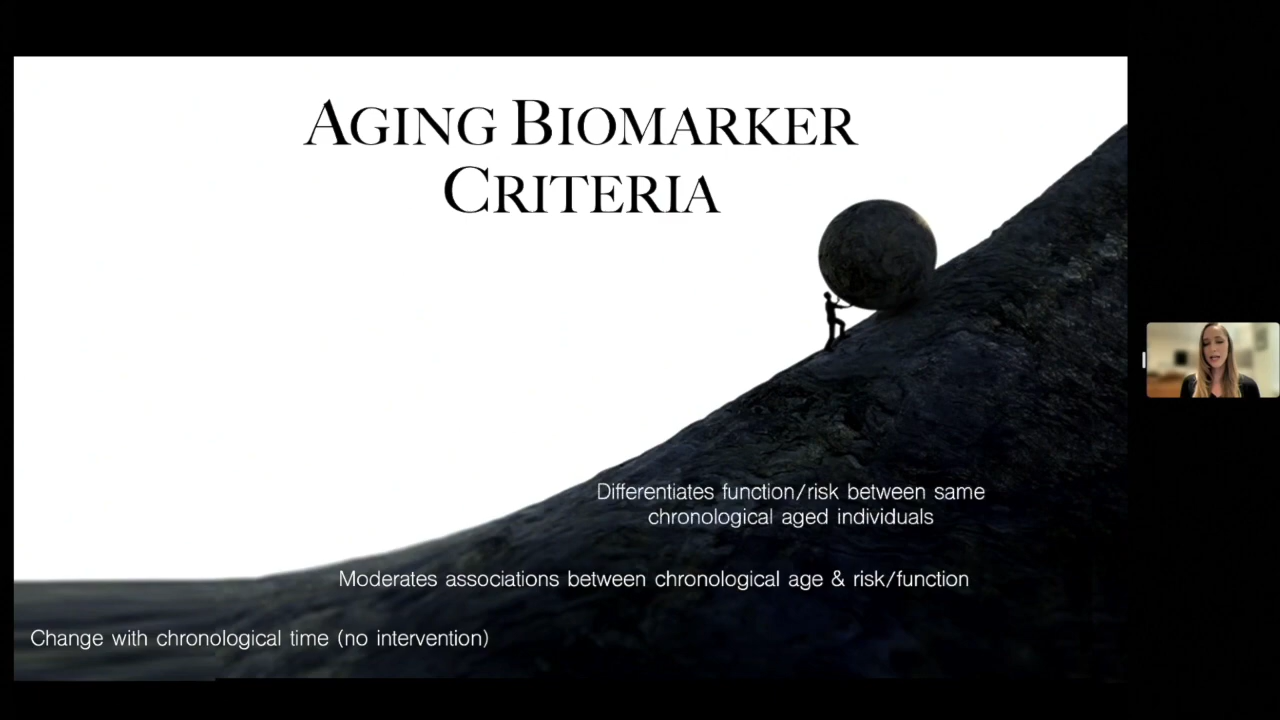 AGING BIOMARKER
CRITERIA
Differentiates function/risk between same
chronological aged individuals
Moderates associations between chronological age & risk/function
Change with chronological time (no intervention)